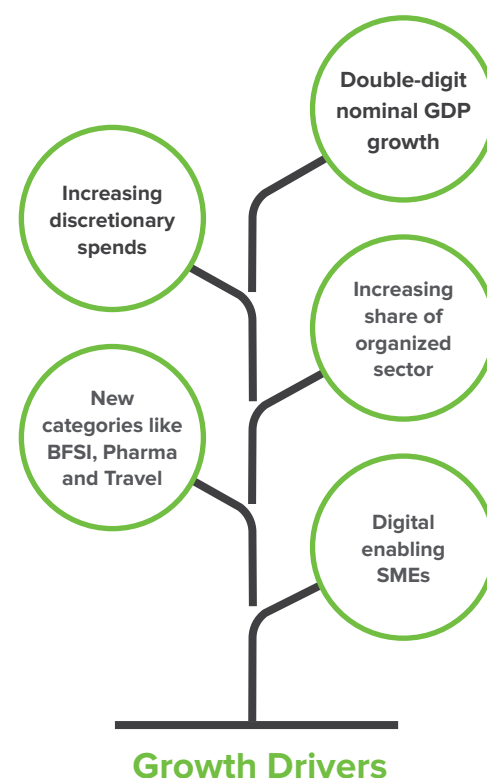 Double-digit
nominal GDP
growth
Increasing
discretionary
spends
Increasing
share of
organized
sector
New
categories like
BFSI, Pharma
and Travel
Digital
enabling
SMEs
Growth Drivers